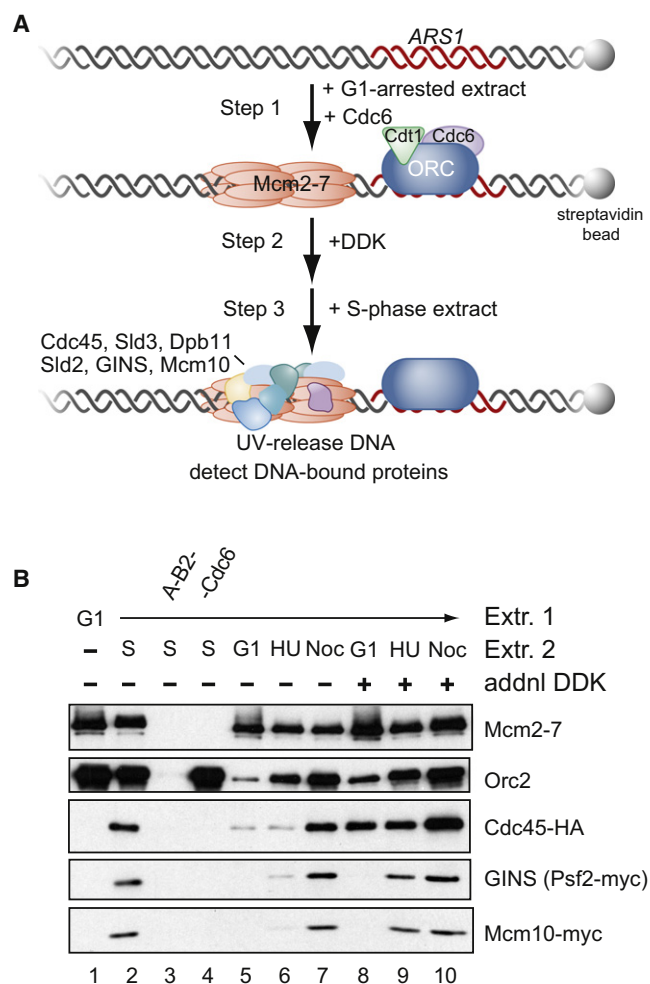 A
ARS1
+ G1-arrested extract
Step 1
+ Cdc6
Cdt1
Cdc6
Mcm2-7
ORC
streptavidin
bead
Step 2
+DDK
Step 3
+ S-phase extract
Cdc45, Sld3, Dpb11
Sld2, GINS, Mcm10
UV-release DNA
detect DNA-bound proteins
B
A-B2-
-Cdc6
G1 Extr. 1
– S S S G1 HU Noc G1 HU Noc Extr. 2
– – – – – – – + + + addnl DDK
Mcm2-7
Orc2
Cdc45-HA
GINS (Psf2-myc)
Mcm10-myc
1 2 3 4 5 6 7 8 9 10